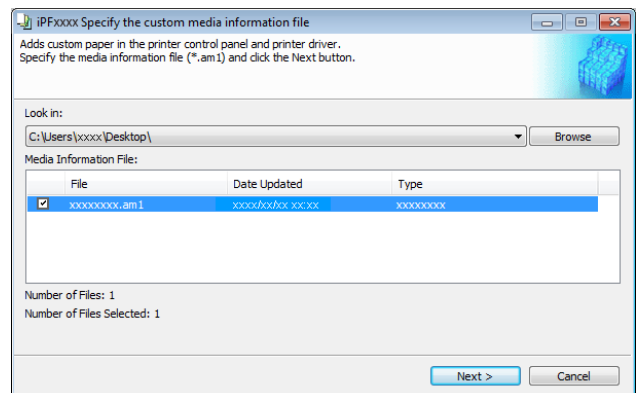 iPFxxxx Specify the custom media information file
Adds custom paper in the printer control panel and printer driver.
Specify the media information file (*.am1) and click the Next button.
Look in:
C:\Users\xxxx\Desktop\ Browse
Media Information File:
File Date Updated Type
xxxxxxxx.am1 xxxx/xx/xx xx:xx xxxxxxxx
Number of Files: 1
Number of Files Selected: 1
Next > Cancel